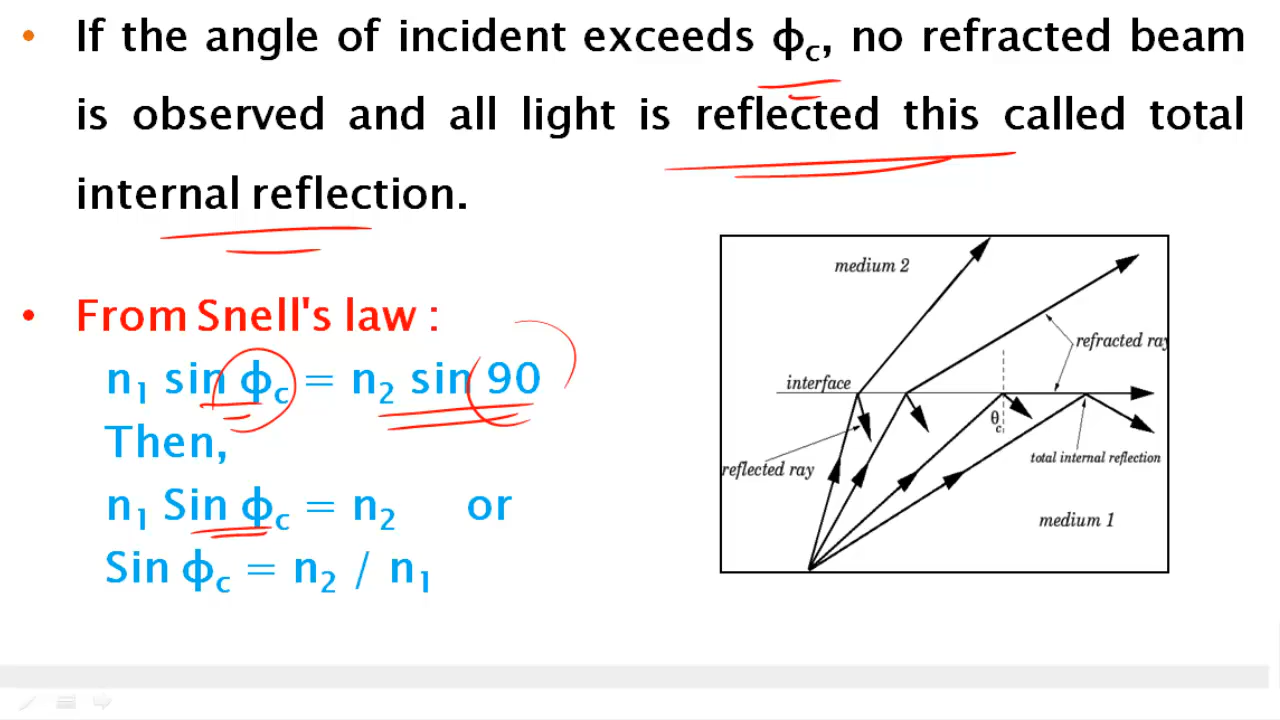 • If the angle of incident exceeds ϕc, no refracted beam
is observed and all light is reflected this called total
internal reflection.
• From Snell's law :
n1 sin ϕc = n2 sin 90
Then,
n1 Sin ϕc = n2 or
Sin ϕc = n2 / n1
medium 2
refracted ray
interface
θc
reflected ray
total internal reflection
medium 1